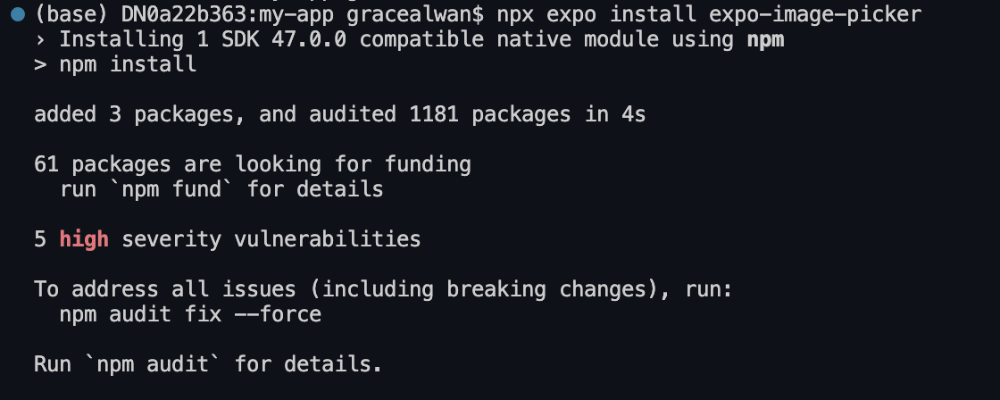 (base) DN0a22b363:my-app gracealwan$ npx expo install expo-image-picker
› Installing 1 SDK 47.0.0 compatible native module using npm
> npm install
added 3 packages, and audited 1181 packages in 4s
61 packages are looking for funding
run `npm fund` for details
5 high severity vulnerabilities
To address all issues (including breaking changes), run:
npm audit fix --force
Run `npm audit` for details.